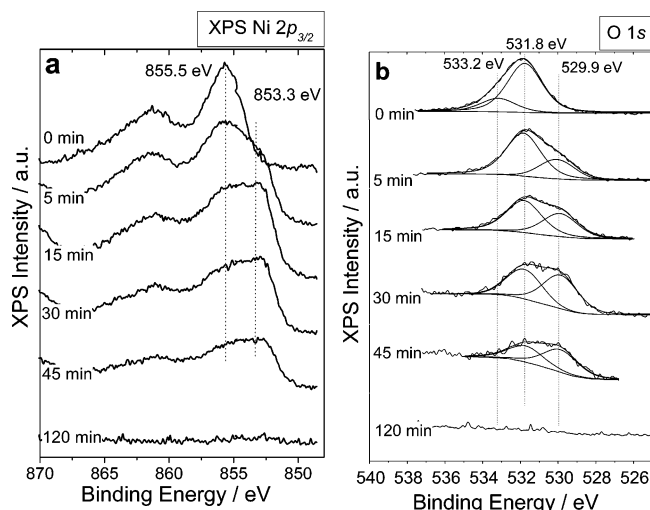 XPS Ni 2p3/2
a
855.5 eV
853.3 eV
0 min
5 min
15 min
30 min
45 min
120 min
XPS Intensity / a.u.
870 865 860 855 850
Binding Energy / eV
O 1s
b
531.8 eV
533.2 eV
529.9 eV
0 min
5 min
15 min
30 min
45 min
120 min
XPS Intensity / a.u.
540 538 536 534 532 530 528 526
Binding Energy / eV